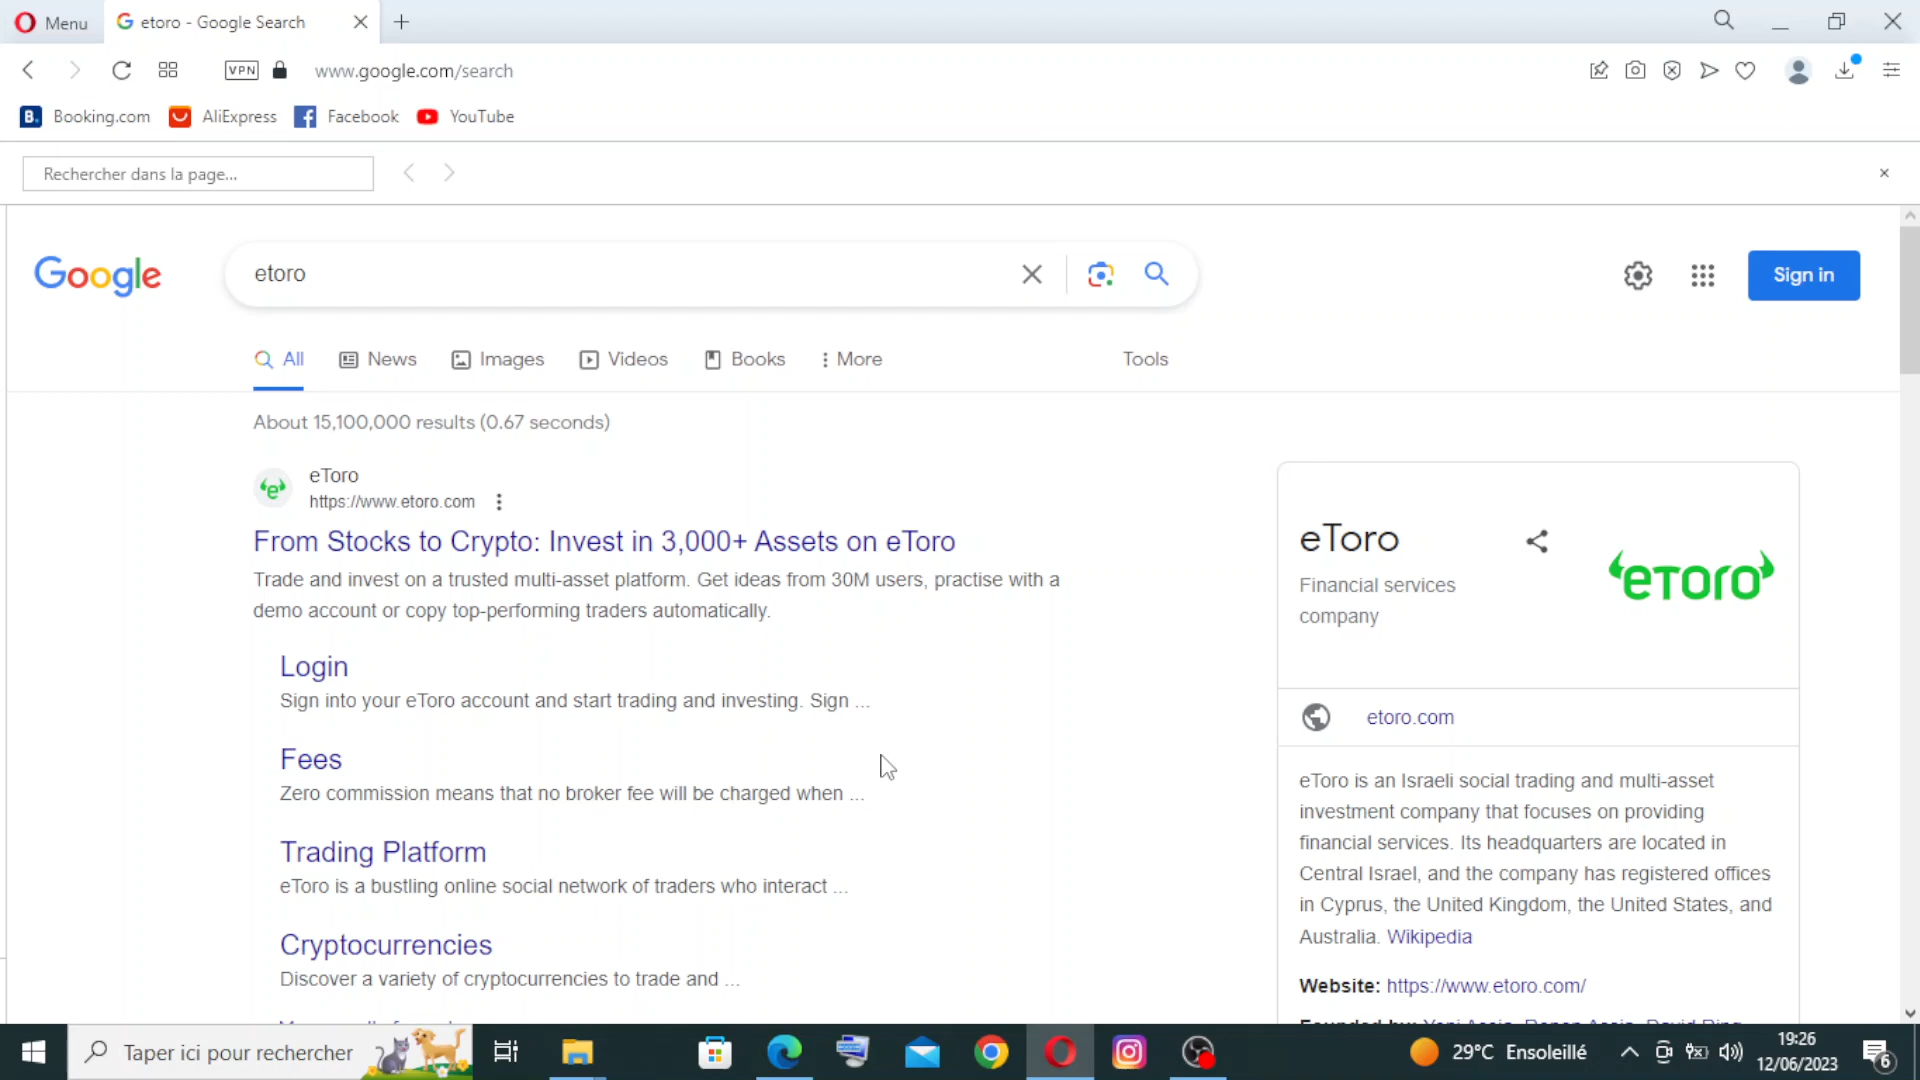 Menu
etoro - Google Search
VPN
www.google.com/search
Booking.com
AliExpress
Facebook
YouTube
Rechercher dans la page...
Google
etoro
Sign in
All
News
Images
Videos
Books
More
Tools
About 15,100,000 results (0.67 seconds)
eToro
https://www.etoro.com
From Stocks to Crypto: Invest in 3,000+ Assets on eToro
Trade and invest on a trusted multi-asset platform. Get ideas from 30M users, practise with a
demo account or copy top-performing traders automatically.
Login
Sign into your eToro account and start trading and investing. Sign ...
Fees
Zero commission means that no broker fee will be charged when ...
Trading Platform
eToro is a bustling online social network of traders who interact ...
Cryptocurrencies
Discover a variety of cryptocurrencies to trade and ...
eToro
Financial services
company
eTORO
etoro.com
eToro is an Israeli social trading and multi-asset
investment company that focuses on providing
financial services. Its headquarters are located in
Central Israel, and the company has registered offices
in Cyprus, the United Kingdom, the United States, and
Australia. Wikipedia
Website: https://www.etoro.com/
Taper ici pour rechercher
29°C Ensoleillé
19:26
12/06/2023
6